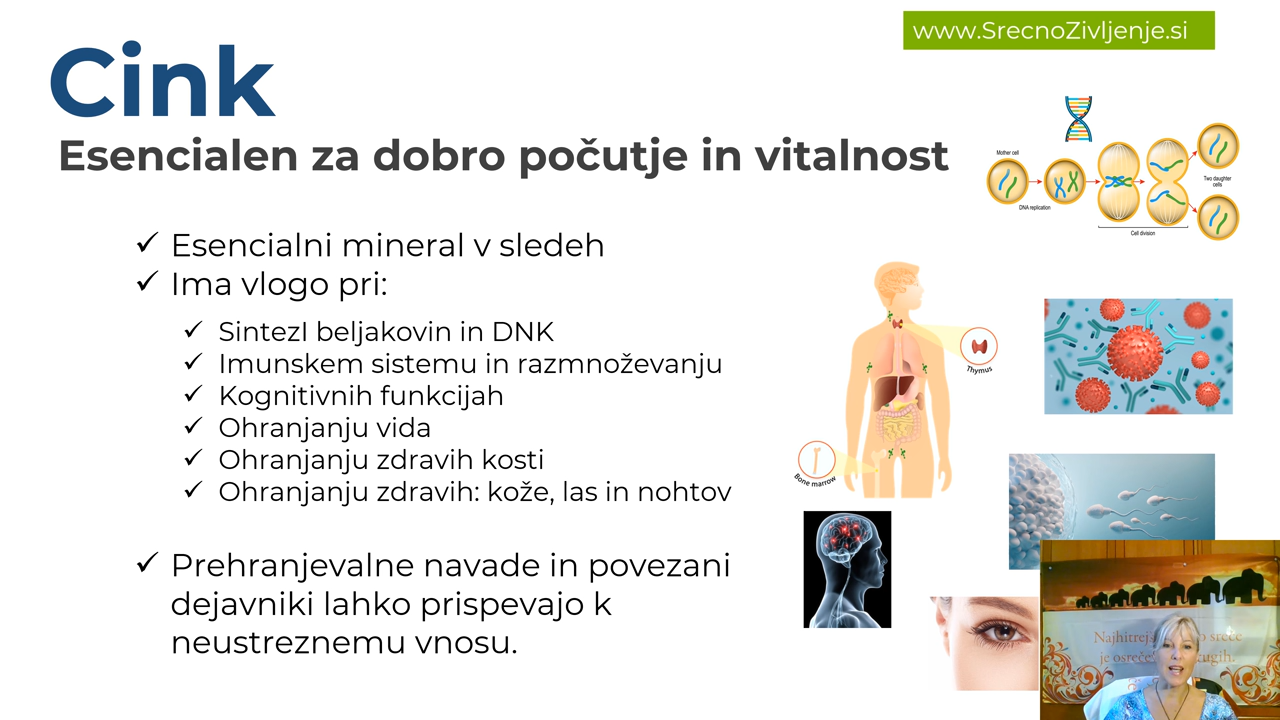 www.SrecnoZivljenje.si
Cink
Esencialen za dobro počutje in vitalnost
Mother cell
DNA replication
Cell division
Two daughter
cells
✓ Esencialni mineral v sledeh
✓ Ima vlogo pri:
✓ SintezI beljakovin in DNK
✓ Imunskem sistemu in razmnoževanju
✓ Kognitivnih funkcijah
✓ Ohranjanju vida
✓ Ohranjanju zdravih kosti
✓ Ohranjanju zdravih: kože, las in nohtov
✓ Prehranjevalne navade in povezani
dejavniki lahko prispevajo k
neustreznemu vnosu.
Thymus
Bone marrow
sreče
je